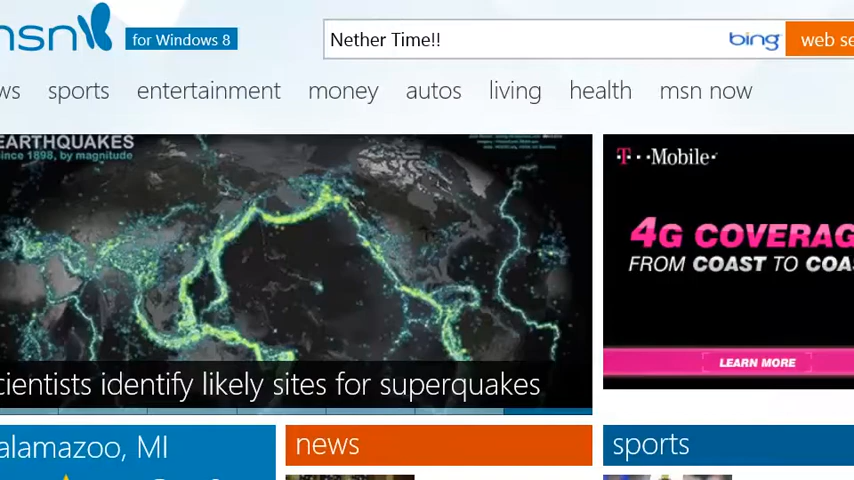 msn
for Windows 8
Nether Time!!
bing
web se
ws sports entertainment money autos living health msn now
EARTHQUAKES
since 1898, by magnitude
T··Mobile·
4G COVERAG
FROM COAST TO COA
LEARN MORE
cientists identify likely sites for superquakes
alamazoo, MI
news
sports